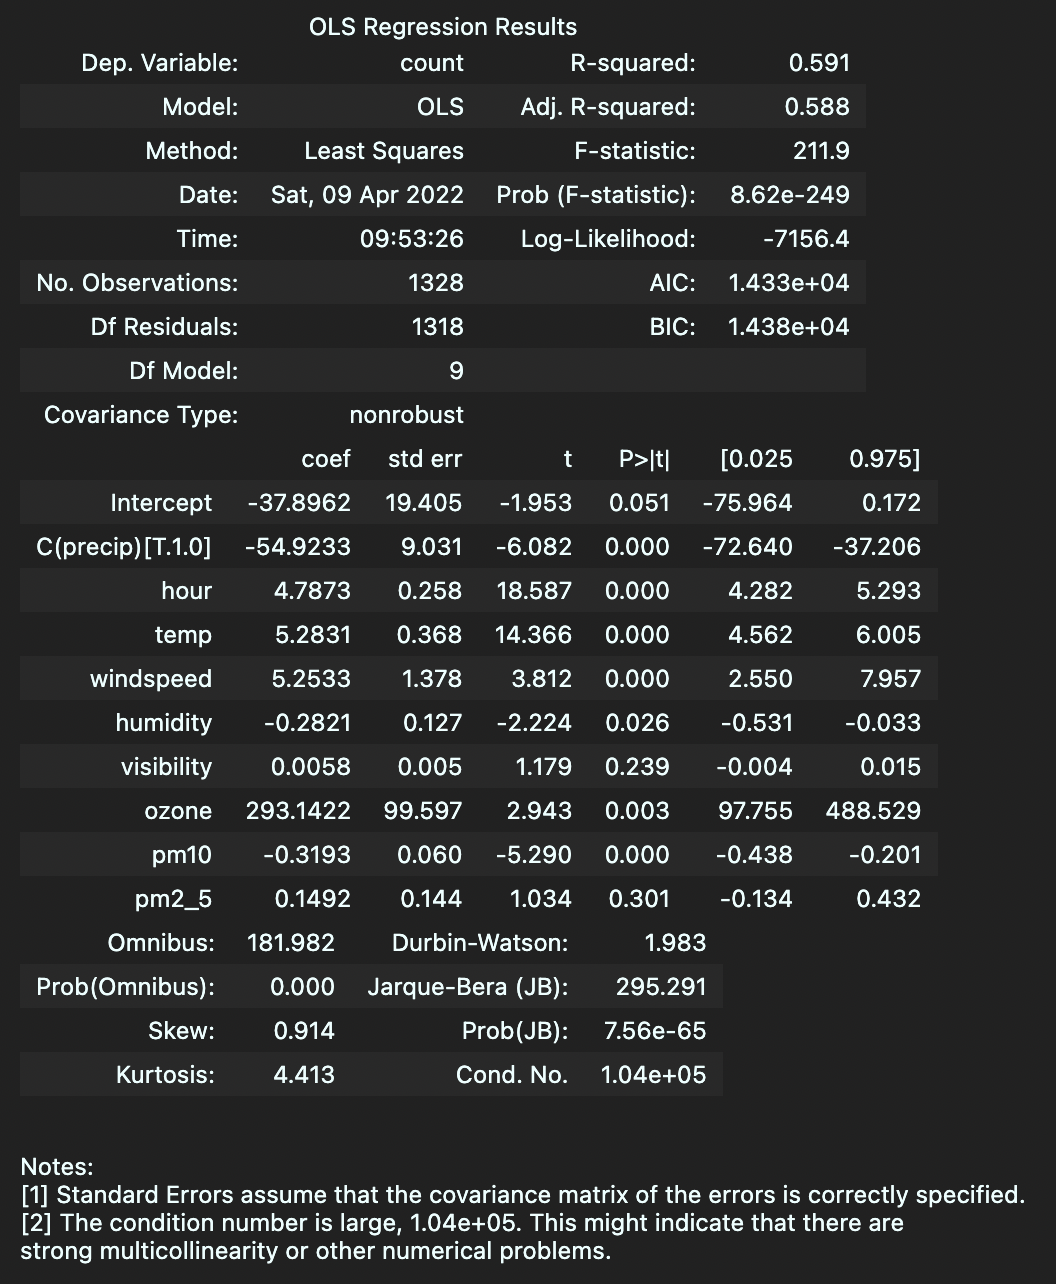 OLS Regression Results
Dep. Variable: count R-squared: 0.591
Model: OLS Adj. R-squared: 0.588
Method: Least Squares F-statistic: 211.9
Date: Sat, 09 Apr 2022 Prob (F-statistic): 8.62e-249
Time: 09:53:26 Log-Likelihood: -7156.4
No. Observations: 1328 AIC: 1.433e+04
Df Residuals: 1318 BIC: 1.438e+04
Df Model: 9
Covariance Type: nonrobust
coef std err t P>|t| [0.025 0.975]
Intercept -37.8962 19.405 -1.953 0.051 -75.964 0.172
C(precip)[T.1.0] -54.9233 9.031 -6.082 0.000 -72.640 -37.206
hour 4.7873 0.258 18.587 0.000 4.282 5.293
temp 5.2831 0.368 14.366 0.000 4.562 6.005
windspeed 5.2533 1.378 3.812 0.000 2.550 7.957
humidity -0.2821 0.127 -2.224 0.026 -0.531 -0.033
visibility 0.0058 0.005 1.179 0.239 -0.004 0.015
ozone 293.1422 99.597 2.943 0.003 97.755 488.529
pm10 -0.3193 0.060 -5.290 0.000 -0.438 -0.201
pm2_5 0.1492 0.144 1.034 0.301 -0.134 0.432
Omnibus: 181.982 Durbin-Watson: 1.983
Prob(Omnibus): 0.000 Jarque-Bera (JB): 295.291
Skew: 0.914 Prob(JB): 7.56e-65
Kurtosis: 4.413 Cond. No. 1.04e+05
Notes:
[1] Standard Errors assume that the covariance matrix of the errors is correctly specified.
[2] The condition number is large, 1.04e+05. This might indicate that there are
strong multicollinearity or other numerical problems.